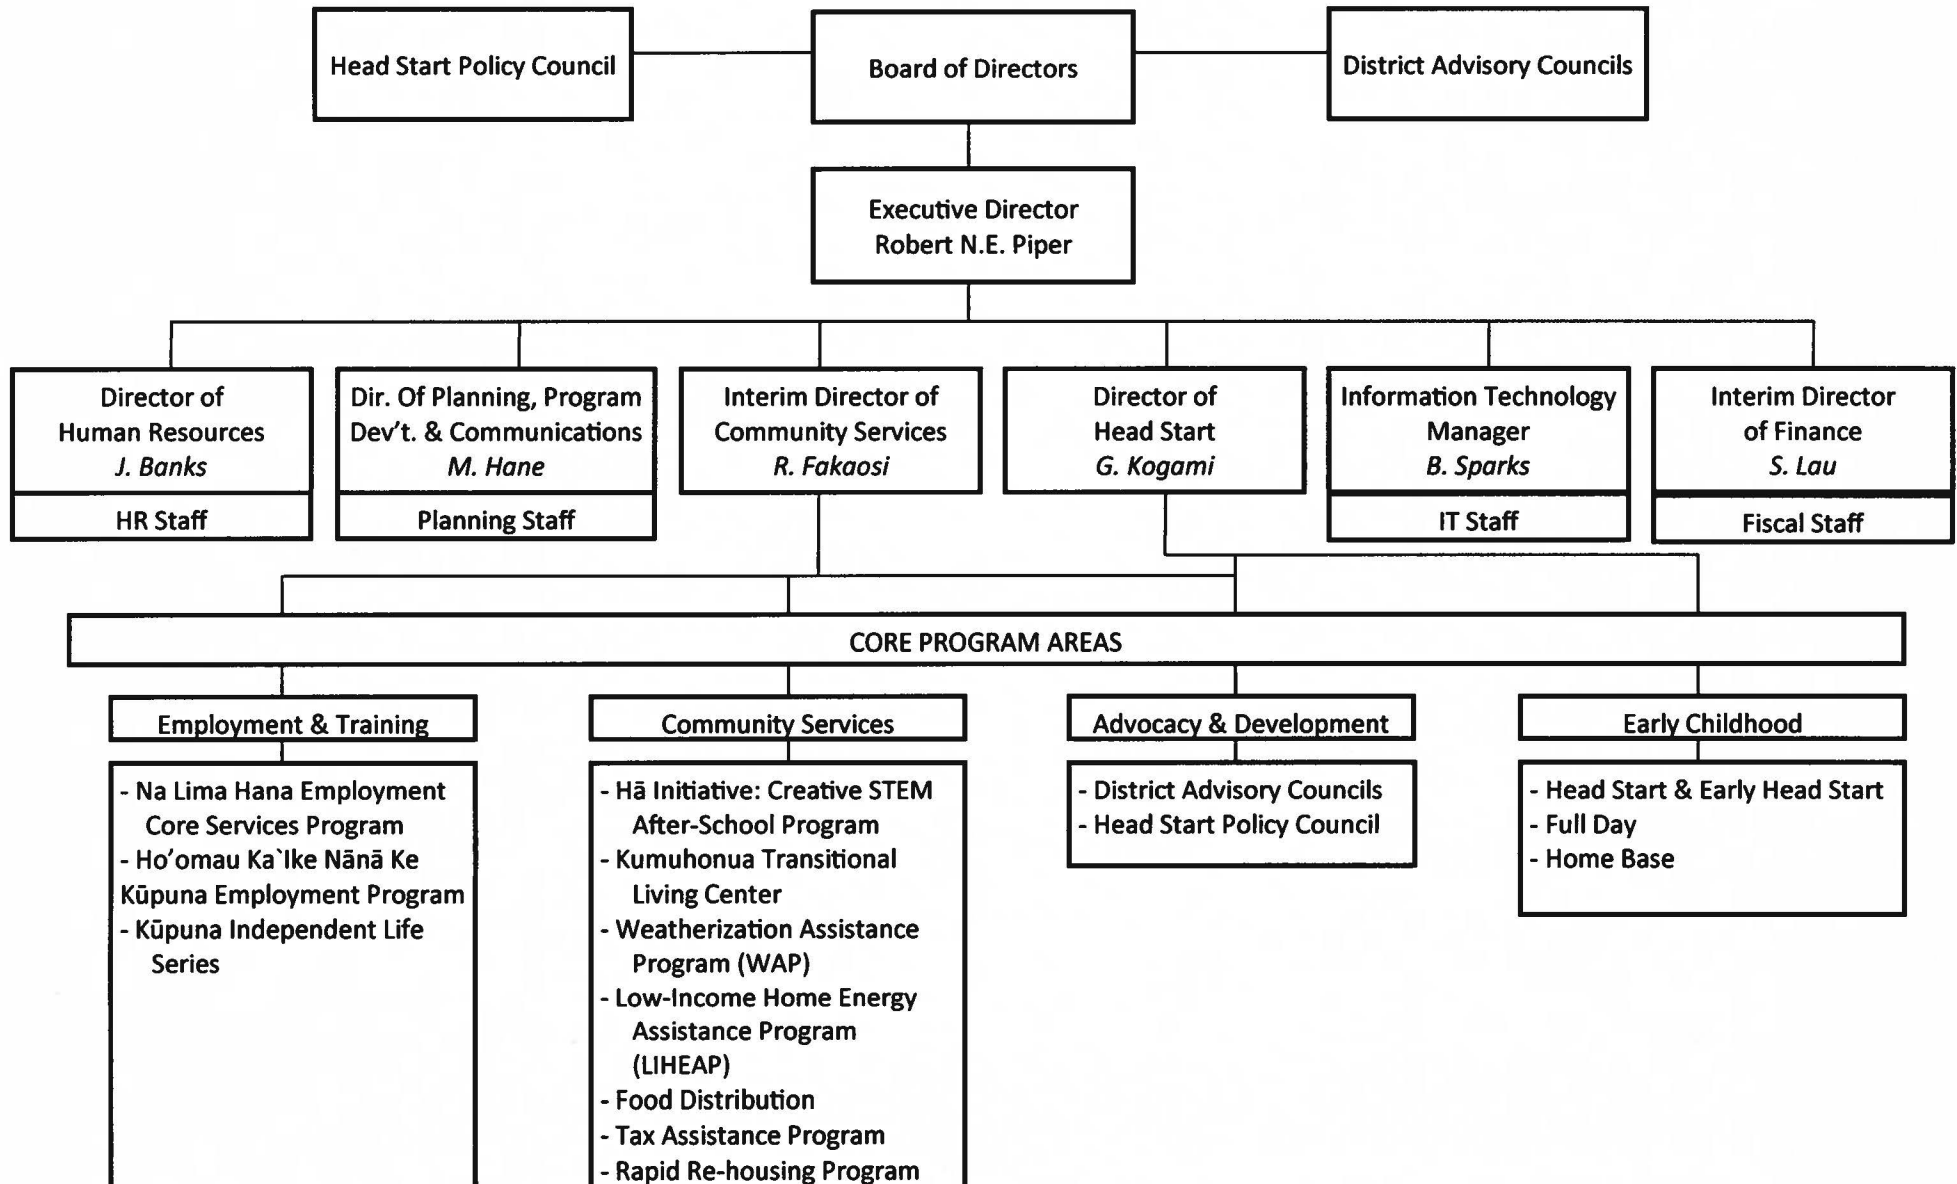 Head Start Policy Council
Board of Directors
District Advisory Councils
Executive Director
Robert N.E. Piper
Director of
Human Resources
J. Banks
HR Staff
Dir. Of Planning, Program
Dev't. & Communications
M. Hane
Planning Staff
Interim Director of
Community Services
R. Fakaosi
Director of
Head Start
G. Kogami
Information Technology
Manager
B. Sparks
IT Staff
Interim Director
of Finance
S. Lau
Fiscal Staff
CORE PROGRAM AREAS
Employment & Training
- Na Lima Hana Employment
Core Services Program
- Ho’omau Ka`Ike Nānā Ke
Kūpuna Employment Program
- Kūpuna Independent Life
Series
Community Services
- Hā Initiative: Creative STEM
After-School Program
- Kumuhonua Transitional
Living Center
- Weatherization Assistance
Program (WAP)
- Low-Income Home Energy
Assistance Program
(LIHEAP)
- Food Distribution
- Tax Assistance Program
- Rapid Re-housing Program
Advocacy & Development
- District Advisory Councils
- Head Start Policy Council
Early Childhood
- Head Start & Early Head Start
- Full Day
- Home Base